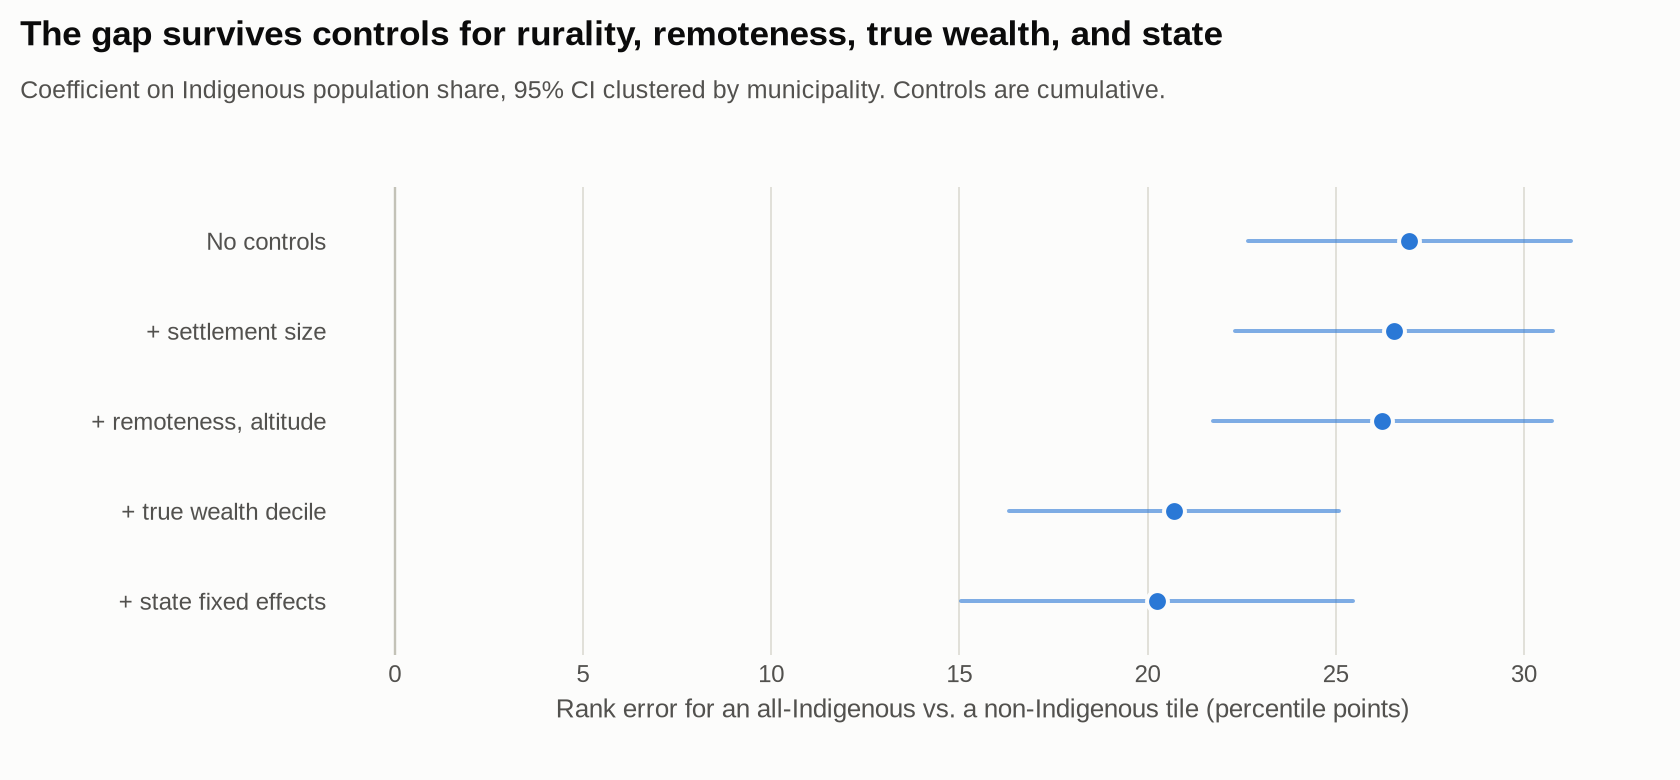 The gap survives controls for rurality, remoteness, true wealth, and state
Coefficient on Indigenous population share, 95% CI clustered by municipality. Controls are cumulative.
No controls
+ settlement size
+ remoteness, altitude
+ true wealth decile
+ state fixed effects
0 5 10 15 20 25 30
Rank error for an all-Indigenous vs. a non-Indigenous tile (percentile points)